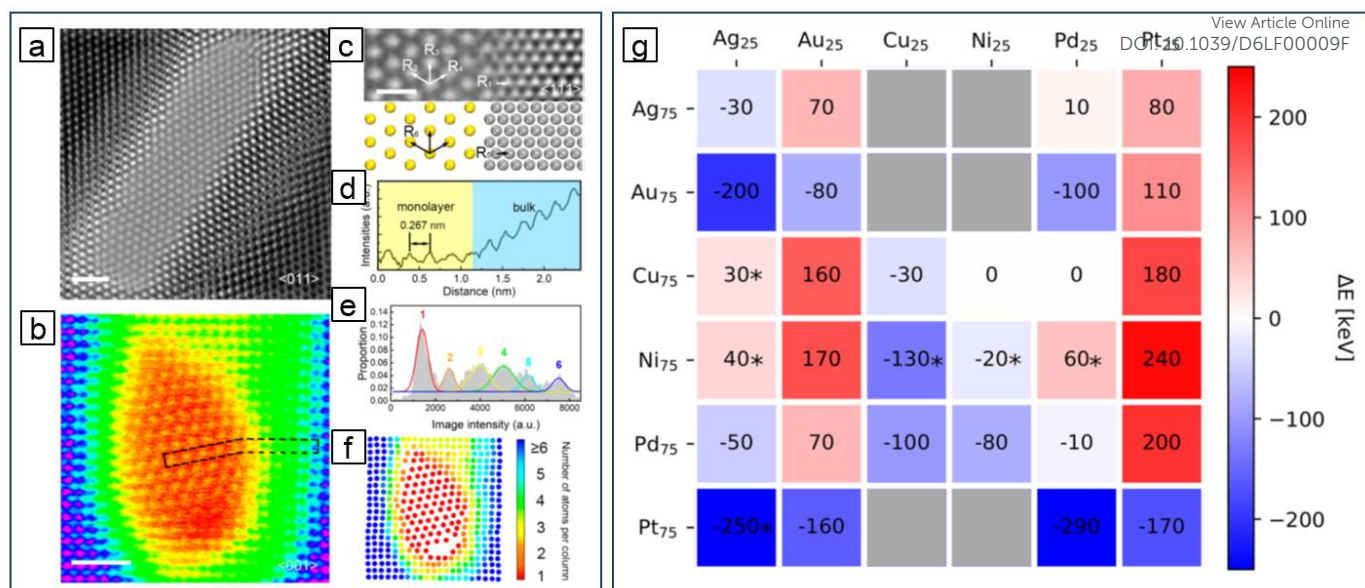 View Article Online
DOI: 10.1039/D6LF00009F
a
<011>
b
<001>
c
R₃
R₂
R₄
R₁
<111>
R₆
d
Intensities (a.u.)
monolayer
bulk
0.267 nm
0.0 0.5 1.0 1.5 2.0
Distance (nm)
e
Proportion
0.14
0.12
0.10
0.08
0.06
0.04
0.02
0.00
1 2 3 4 5 6
0 2000 4000 6000 8000
Image intensity (a.u.)
f
≥6
5
4
3
2
1
Number of atoms per column
g
Ag₂₅ Au₂₅ Cu₂₅ Ni₂₅ Pd₂₅ Pt₂₅
Ag₇₅ -30 70 10 80
Au₇₅ -200 -80 -100 110
Cu₇₅ 30* 160 -30 0 0 180
Ni₇₅ 40* 170 -130* -20* 60* 240
Pd₇₅ -50 70 -100 -80 -10 200
Pt₇₅ -250* -160 -290 -170
200
100
0
−100
−200
ΔE [keV]